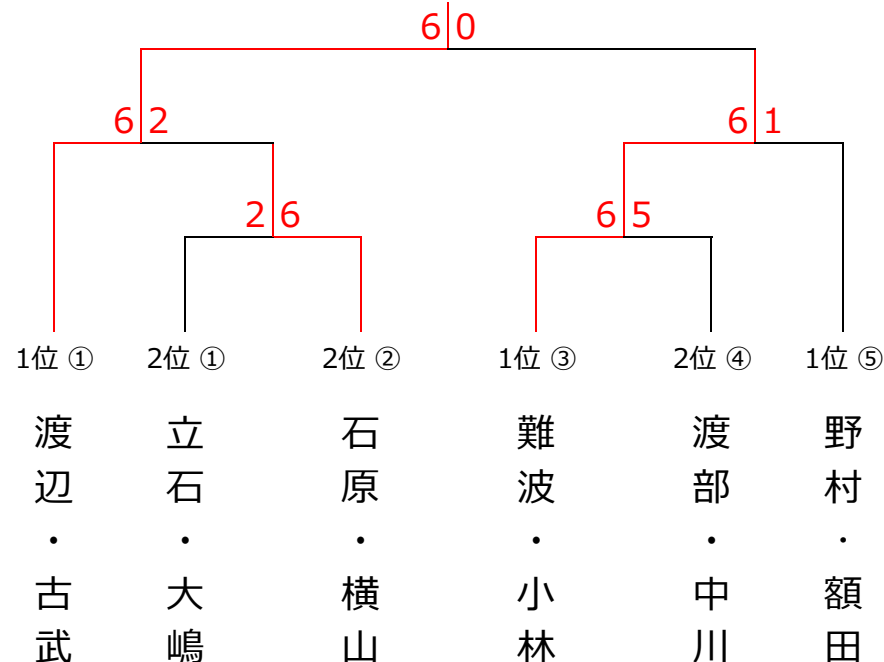 6 0
6 2
6 1
2 6
6 5
1位 ①
2位 ①
2位 ②
1位 ③
2位 ④
1位 ⑤
渡辺・古武
立石・大嶋
石原・横山
難波・小林
渡部・中川
野村・額田